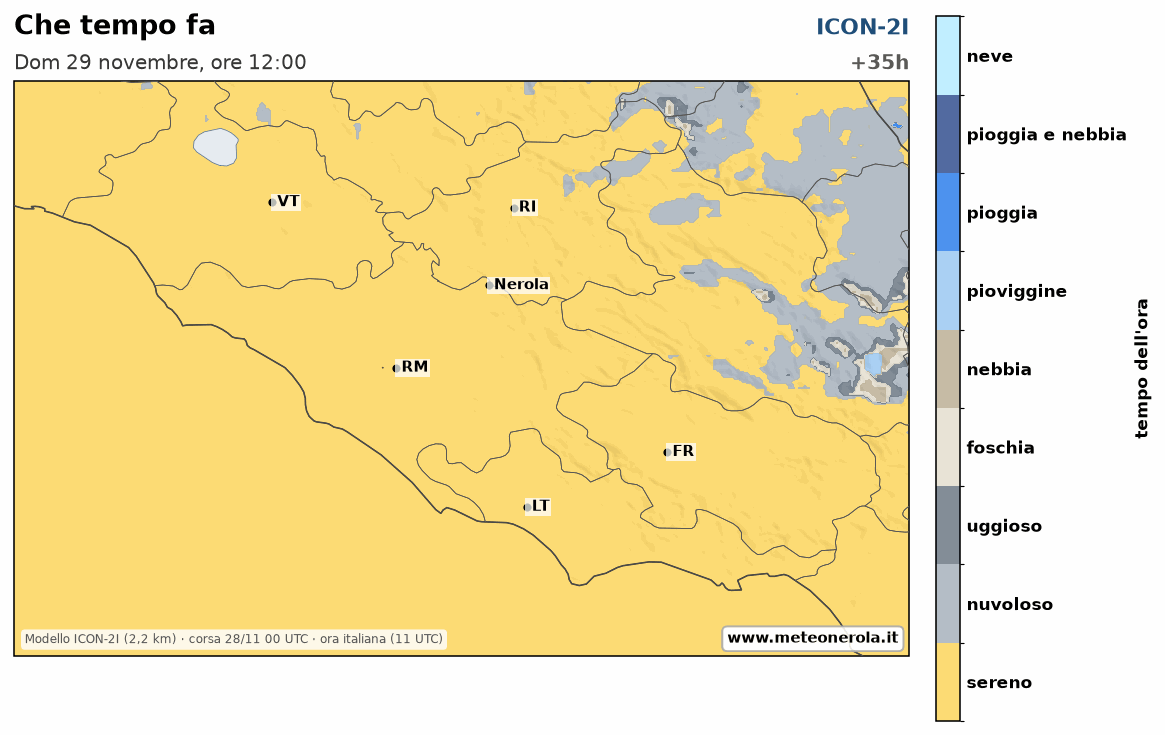 Che tempo fa
ICON-2I
Dom 29 novembre, ore 12:00
+35h
neve
pioggia e nebbia
pioggia
pioviggine
nebbia
foschia
uggioso
nuvoloso
sereno
tempo dell'ora
VT
RI
Nerola
RM
FR
LT
Modello ICON-2I (2,2 km) · corsa 28/11 00 UTC · ora italiana (11 UTC)
www.meteonerola.it